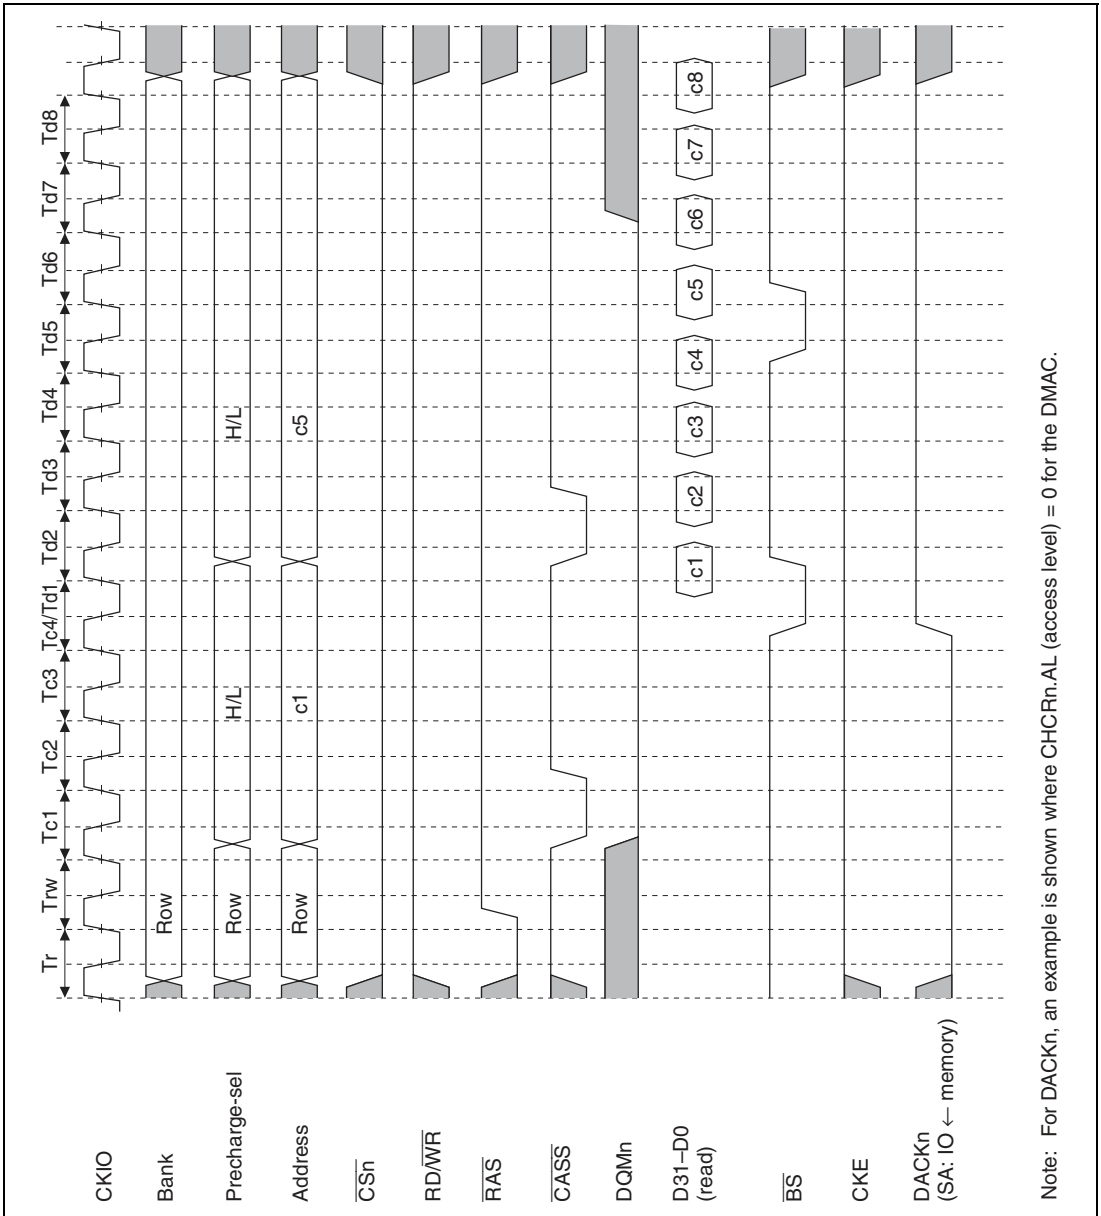 Tr Trw Tc1 Tc2 Tc3 Tc4/Td1 Td2 Td3 Td4 Td5 Td6 Td7 Td8
CKIO
Bank Row
Precharge-sel Row H/L H/L
Address Row c1 c5
CSn
RD/WR
RAS
CASS
DQMn
D31–D0
(read)
c1 c2 c3 c4 c5 c6 c7 c8
BS
CKE
DACKn
(SA: IO ← memory)
Note: For DACKn, an example is shown where CHCRn.AL (access level) = 0 for the DMAC.